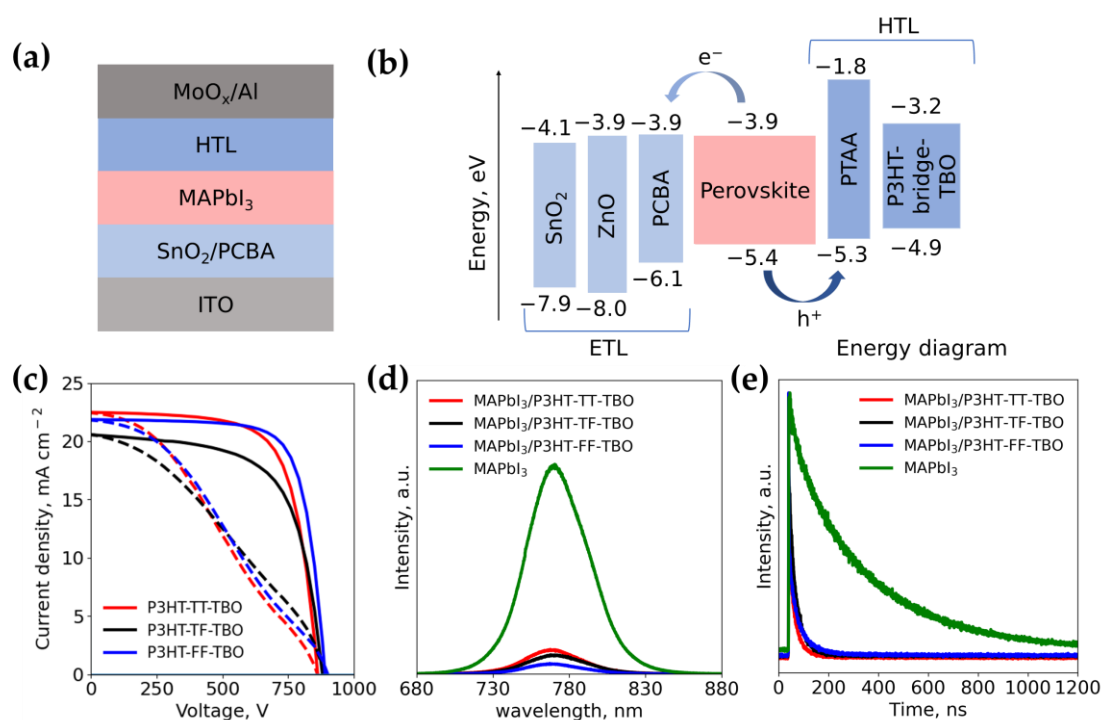 (a)
MoOₓ/Al
HTL
MAPbI₃
SnO₂/PCBA
ITO
(b)
HTL
e⁻
−1.8
−3.2
−4.1
−3.9
−3.9
−3.9
Energy, eV
SnO₂
ZnO
PCBA
Perovskite
PTAA
P3HT-
bridge-
TBO
−4.9
−5.4
−5.3
−6.1
−7.9
−8.0
h⁺
ETL
Energy diagram
(c)
25
20
15
10
5
0
Current density, mA cm⁻²
P3HT-TT-TBO
P3HT-TF-TBO
P3HT-FF-TBO
0
250
500
750
1000
Voltage, V
(d)
MAPbI₃/P3HT-TT-TBO
MAPbI₃/P3HT-TF-TBO
MAPbI₃/P3HT-FF-TBO
MAPbI₃
Intensity, a.u.
680
730
780
830
880
wavelength, nm
(e)
MAPbI₃/P3HT-TT-TBO
MAPbI₃/P3HT-TF-TBO
MAPbI₃/P3HT-FF-TBO
MAPbI₃
Intensity, a.u.
0
200
400
600
800
1000
1200
Time, ns